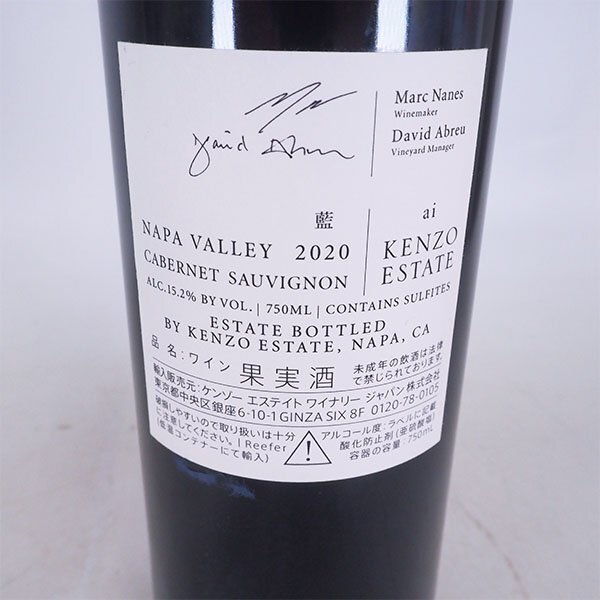 David Abreu
Marc Nanes
Winemaker
David Abreu
Vineyard Manager
藍
NAPA VALLEY 2020
CABERNET SAUVIGNON
ai
KENZO
ESTATE
ALC.15.2% BY VOL. | 750ML | CONTAINS SULFITES
ESTATE BOTTLED
BY KENZO ESTATE, NAPA, CA
品名:ワイン 果実酒 未成年の飲酒は法律
で禁じられております。
輸入販売元:ケンゾー エステイト ワイナリー ジャパン株式会社
東京都中央区銀座6-10-1 GINZA SIX 8F 0120-78-0105
破損しやすいので取り扱いは十分
に注意してください。 | Reefer
(低温コンテナーにて輸入)
アルコール度:ラベルに記載
酸化防止剤(亜硫酸塩)
容器の容量:750mL